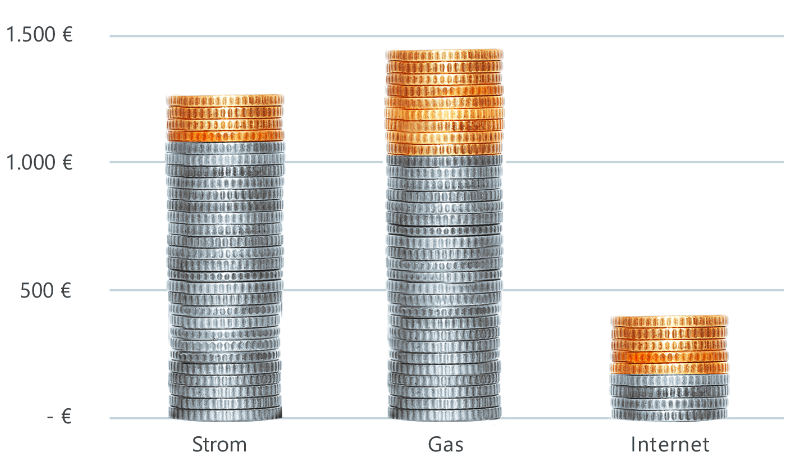 1.500 €
1.000 €
500 €
- €
Strom Gas Internet